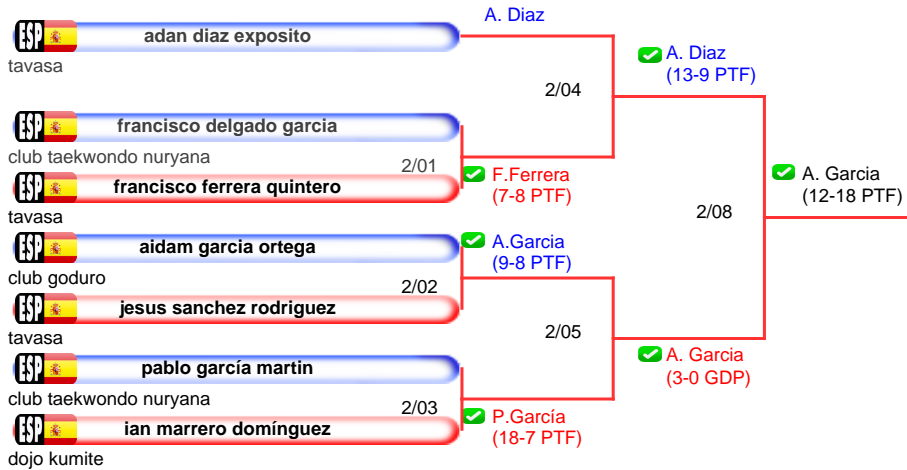 A. Diaz
ESP adan diaz exposito
tavasa
A. Diaz
(13-9 PTF)
2/04
ESP francisco delgado garcia
club taekwondo nuryana
2/01
F.Ferrera
(7-8 PTF)
ESP francisco ferrera quintero
tavasa
A. Garcia
(12-18 PTF)
2/08
ESP aidam garcia ortega
club goduro
A.Garcia
(9-8 PTF)
2/02
ESP jesus sanchez rodriguez
tavasa
2/05
A. Garcia
(3-0 GDP)
ESP pablo garcía martin
club taekwondo nuryana
2/03
P.García
(18-7 PTF)
ESP ian marrero domínguez
dojo kumite